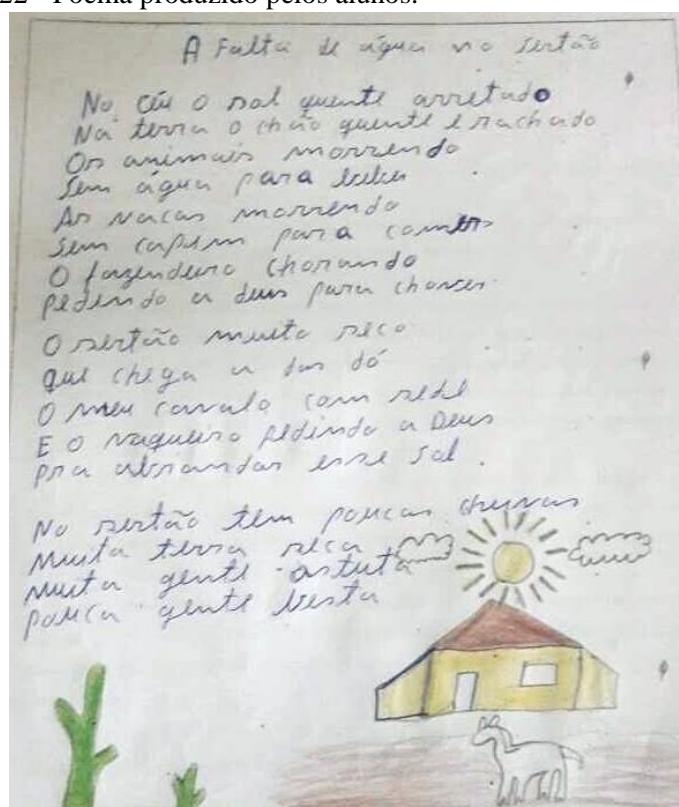 22 - Poema produzido pelos alunos.
A Falta de água no sertão
No céu o sol quente arretado
Na terra o chão quente e rachado
Os animais morrendo
Sem água para beber
As vacas morrendo
Sem capim para comer
O fazendeiro chorando
pedindo a deus para chover
O sertão muito seco
que chega a dar dó
O meu cavalo com sede
E o vaqueiro pedindo a Deus
pra abrandar esse sol.
No sertão tem poucas chuvas
Muita terra seca
Muita gente astuta
pouca gente besta